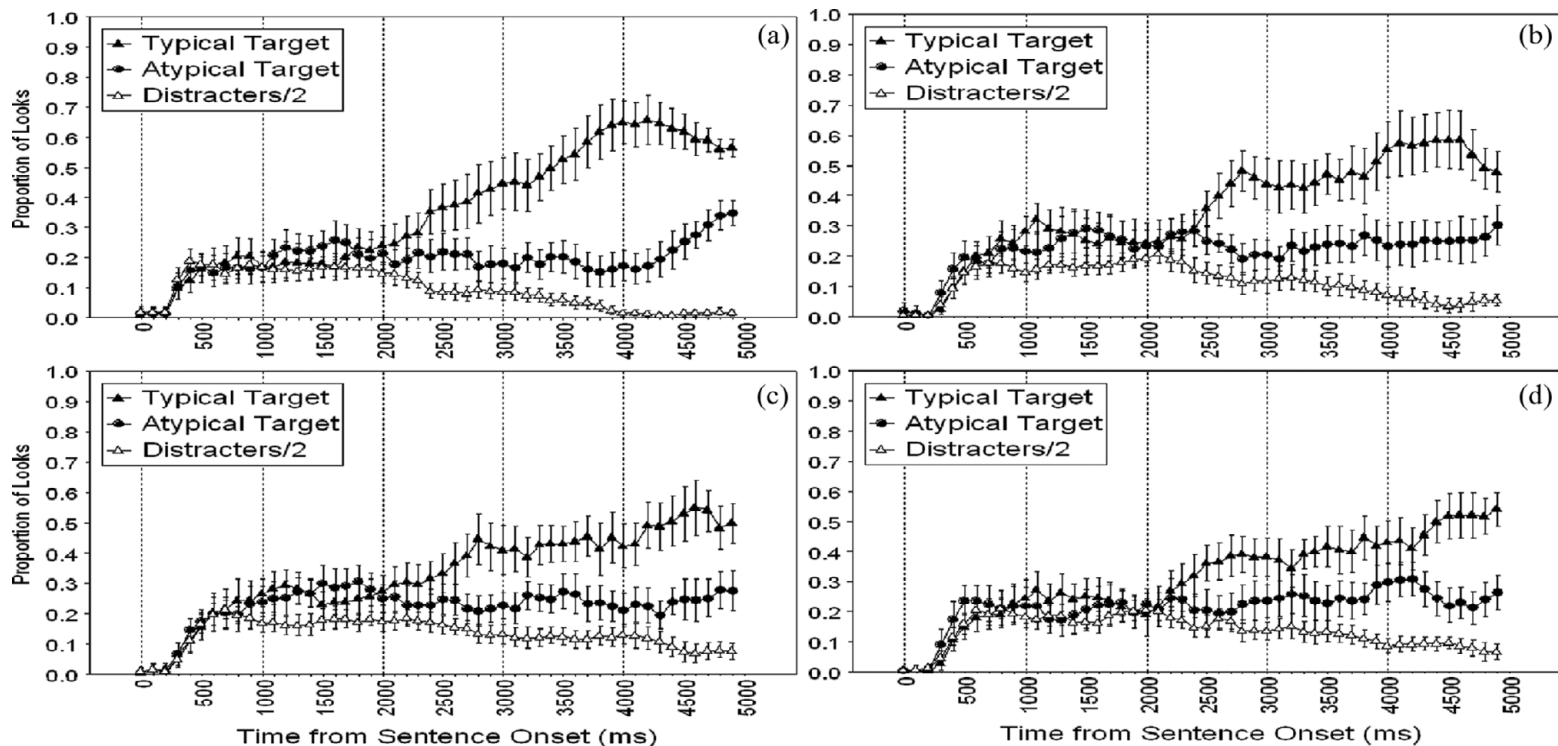 (a)
Typical Target
Atypical Target
Distracters/2
Proportion of Looks
1.0
0.9
0.8
0.7
0.6
0.5
0.4
0.3
0.2
0.1
0.0
0 500 1000 1500 2000 2500 3000 3500 4000 4500 5000
(b)
Typical Target
Atypical Target
Distracters/2
1.0
0.9
0.8
0.7
0.6
0.5
0.4
0.3
0.2
0.1
0.0
0 500 1000 1500 2000 2500 3000 3500 4000 4500 5000
(c)
Typical Target
Atypical Target
Distracters/2
Proportion of Looks
1.0
0.9
0.8
0.7
0.6
0.5
0.4
0.3
0.2
0.1
0.0
0 500 1000 1500 2000 2500 3000 3500 4000 4500 5000
Time from Sentence Onset (ms)
(d)
Typical Target
Atypical Target
Distracters/2
1.0
0.9
0.8
0.7
0.6
0.5
0.4
0.3
0.2
0.1
0.0
0 500 1000 1500 2000 2500 3000 3500 4000 4500 5000
Time from Sentence Onset (ms)